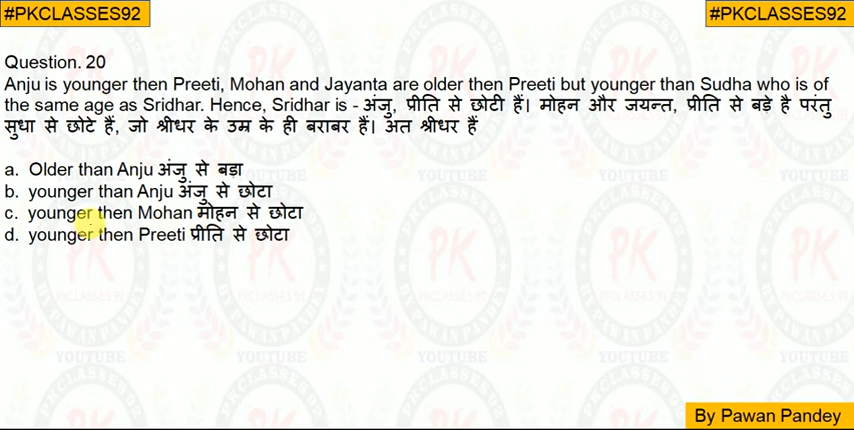 #PKCLASSES92
#PKCLASSES92
Question. 20
Anju is younger then Preeti, Mohan and Jayanta are older then Preeti but younger than Sudha who is of
the same age as Sridhar. Hence, Sridhar is - अंजु, प्रीति से छोटी हैं। मोहन और जयन्त, प्रीति से बड़े है परंतु
सुधा से छोटे हैं, जो श्रीधर के उम्र के ही बराबर हैं। अत श्रीधर हैं
a. Older than Anju अंजु से बड़ा
b. younger than Anju अंजु से छोटा
c. younger then Mohan मोहन से छोटा
d. younger then Preeti प्रीति से छोटा
By Pawan Pandey